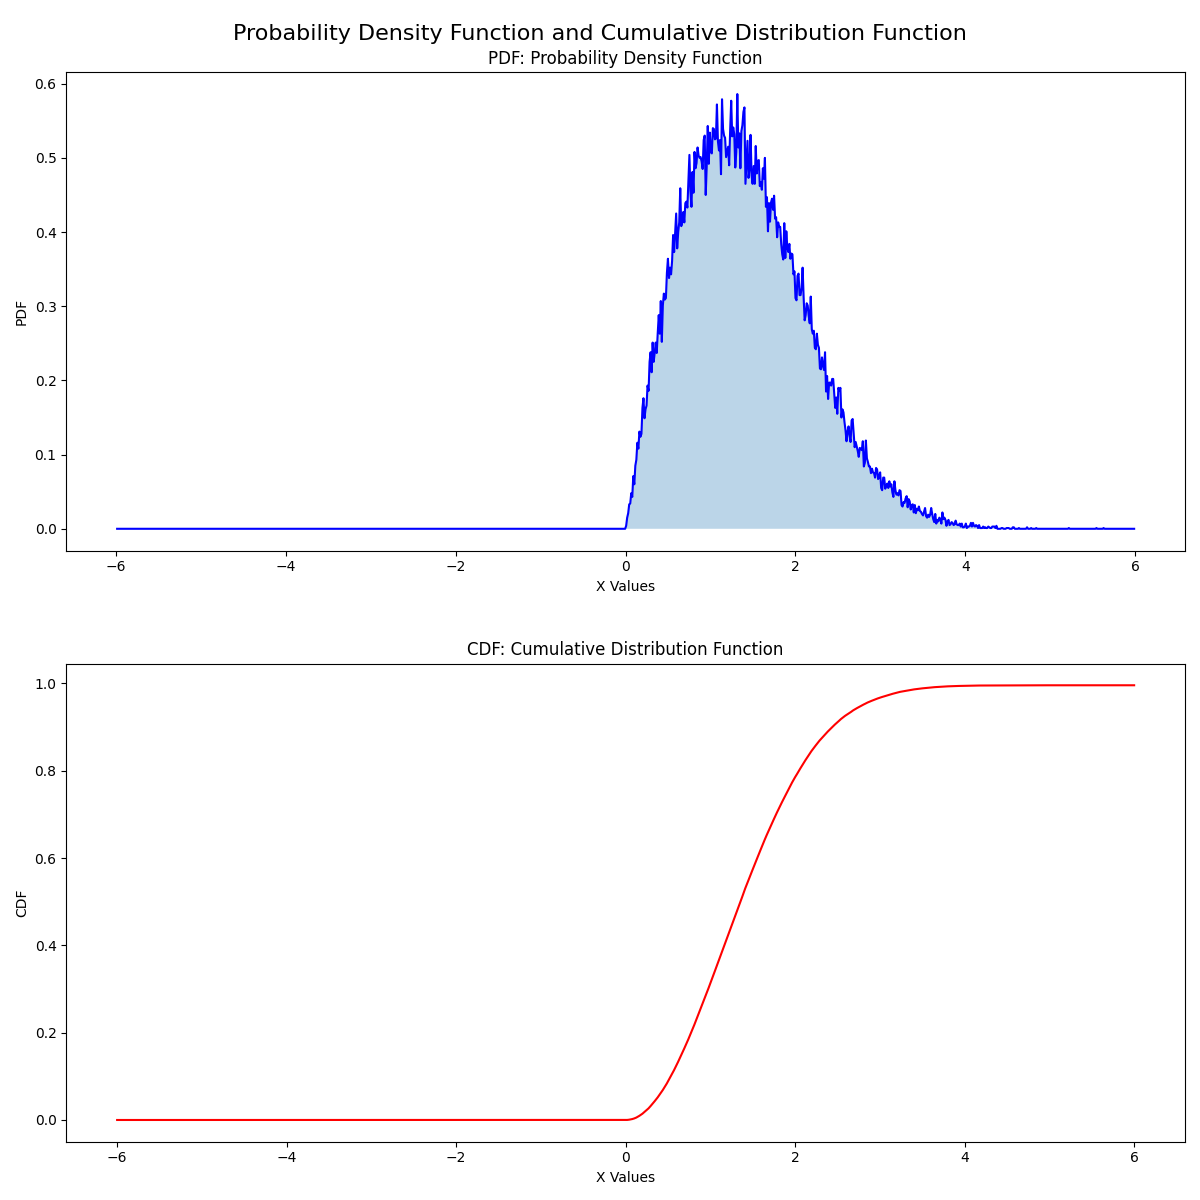 Probability Density Function and Cumulative Distribution Function
PDF: Probability Density Function
0.6
0.5
0.4
0.3
0.2
0.1
0.0
PDF
−6 −4 −2 0 2 4 6
X Values
CDF: Cumulative Distribution Function
1.0
0.8
0.6
0.4
0.2
0.0
CDF
−6 −4 −2 0 2 4 6
X Values